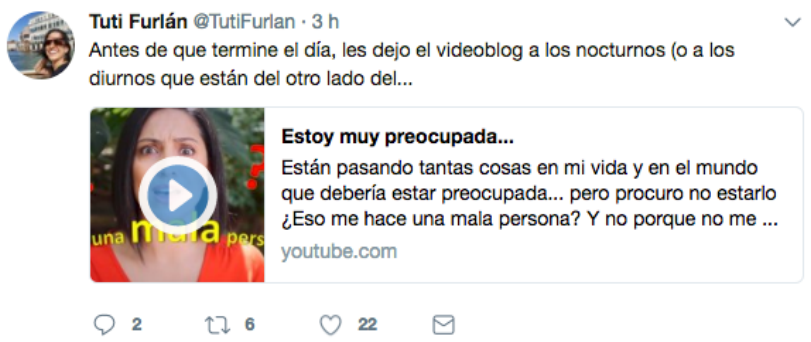 Tuti Furlán @TutiFurlan · 3 h
Antes de que termine el día, les dejo el videoblog a los nocturnos (o a los
diurnos que están del otro lado del...
Estoy muy preocupada...
Están pasando tantas cosas en mi vida y en el mundo
que debería estar preocupada... pero procuro no estarlo
¿Eso me hace una mala persona? Y no porque no me ...
youtube.com
?
una mala pers
2 6 22